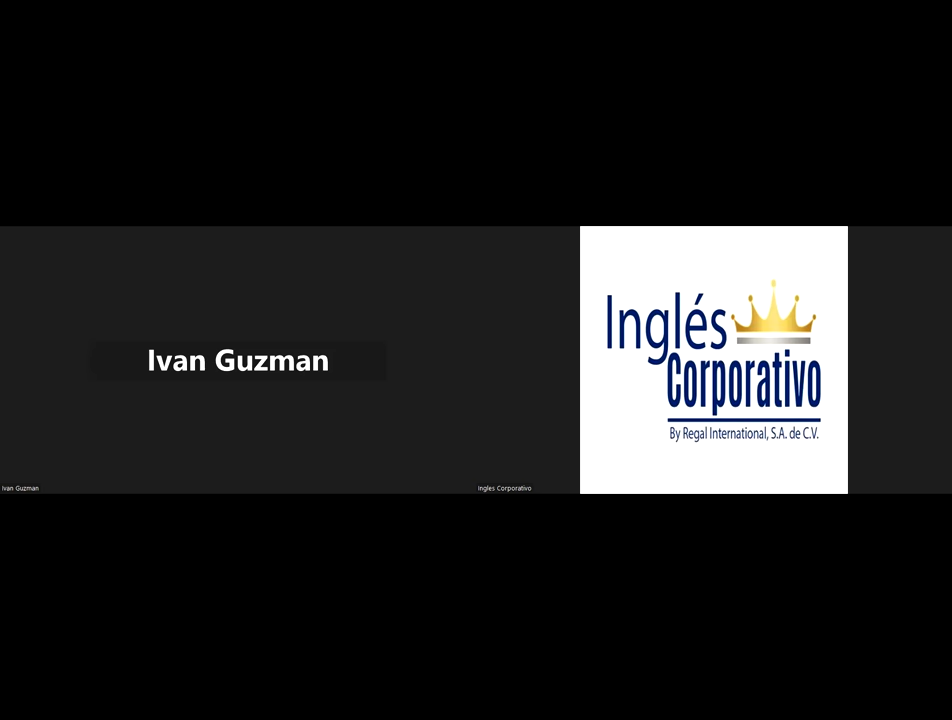 Ivan Guzman
Ivan Guzman
Inglés
Corporativo
By Regal International, S.A. de C.V.
Ingles Corporativo